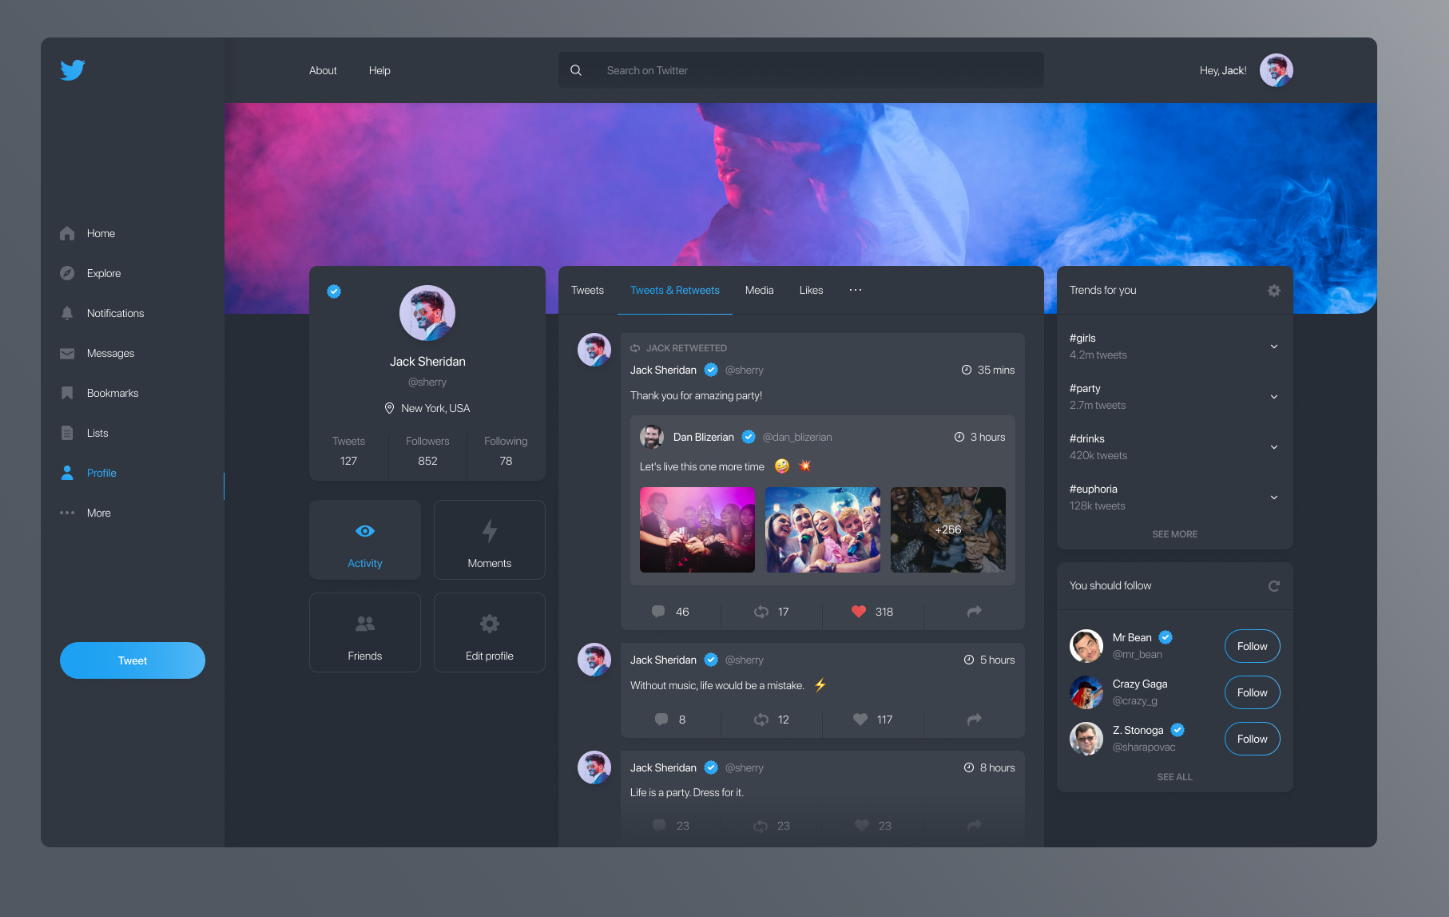 About
Help
Search on Twitter
Hey, Jack!
Home
Explore
Notifications
Messages
Bookmarks
Lists
Profile
More
Tweet
Jack Sheridan
@sherry
New York, USA
Tweets Followers Following
127 852 78
Activity
Moments
Friends
Edit profile
Tweets Tweets & Retweets Media Likes
JACK RETWEETED
Jack Sheridan @sherry 35 mins
Thank you for amazing party!
Dan Blizerian @dan_blizerian 3 hours
Let's live this one more time 🤪 💥
+256
46 17 318
Jack Sheridan @sherry 5 hours
Without music, life would be a mistake. ⚡
8 12 117
Jack Sheridan @sherry 8 hours
Life is a party. Dress for it.
23 23 23
Trends for you
#girls
4.2m tweets
#party
2.7m tweets
#drinks
420k tweets
#euphoria
128k tweets
SEE MORE
You should follow
Mr Bean
@mr_bean
Follow
Crazy Gaga
@crazy_g
Follow
Z. Stonoga
@sharapovac
Follow
SEE ALL